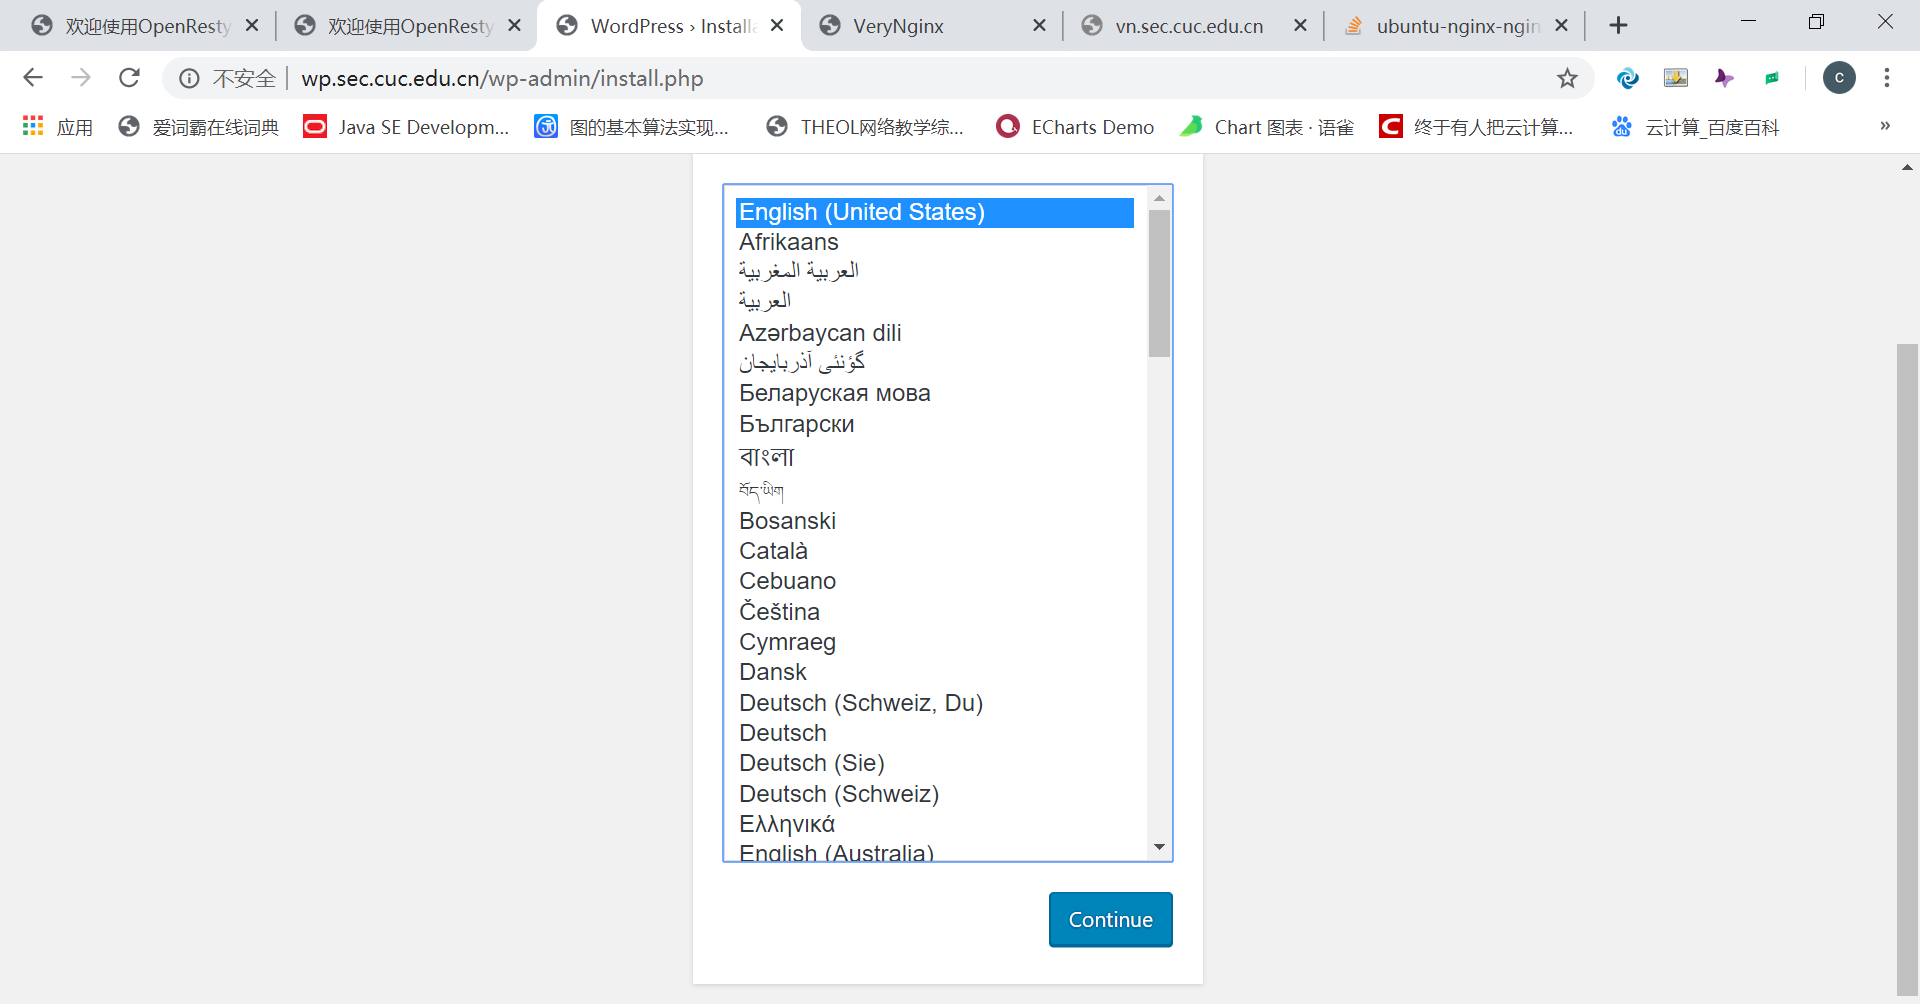 欢迎使用OpenResty
欢迎使用OpenResty
WordPress › Installa
VeryNginx
vn.sec.cuc.edu.cn
ubuntu-nginx-ngin
不安全
wp.sec.cuc.edu.cn/wp-admin/install.php
c
应用
爱词霸在线词典
Java SE Developm...
图的基本算法实现...
THEOL网络教学综...
ECharts Demo
Chart 图表 · 语雀
终于有人把云计算...
云计算_百度百科
»
English (United States)
Afrikaans
العربية المغربية
العربية
Azərbaycan dili
گؤنئی آذربایجان
Беларуская мова
Български
বাংলা
བོད་ཡིག
Bosanski
Català
Cebuano
Čeština
Cymraeg
Dansk
Deutsch (Schweiz, Du)
Deutsch
Deutsch (Sie)
Deutsch (Schweiz)
Ελληνικά
English (Australia)
Continue